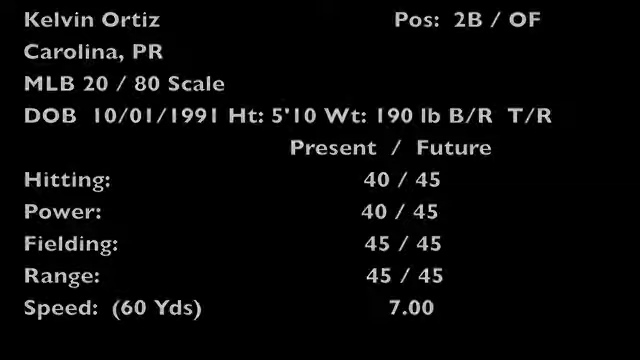 Kelvin Ortiz Pos: 2B / OF
Carolina, PR
MLB 20 / 80 Scale
DOB 10/01/1991 Ht: 5'10 Wt: 190 lb B/R T/R
Present / Future
Hitting: 40 / 45
Power: 40 / 45
Fielding: 45 / 45
Range: 45 / 45
Speed: (60 Yds) 7.00